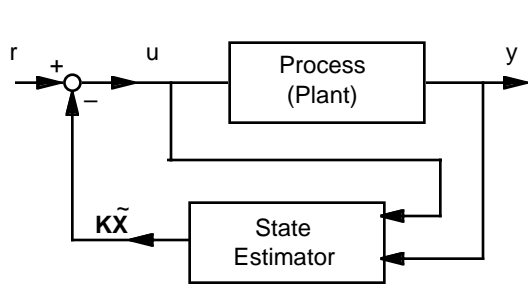 r
+
−
u
Process
(Plant)
y
KX̃
State
Estimator